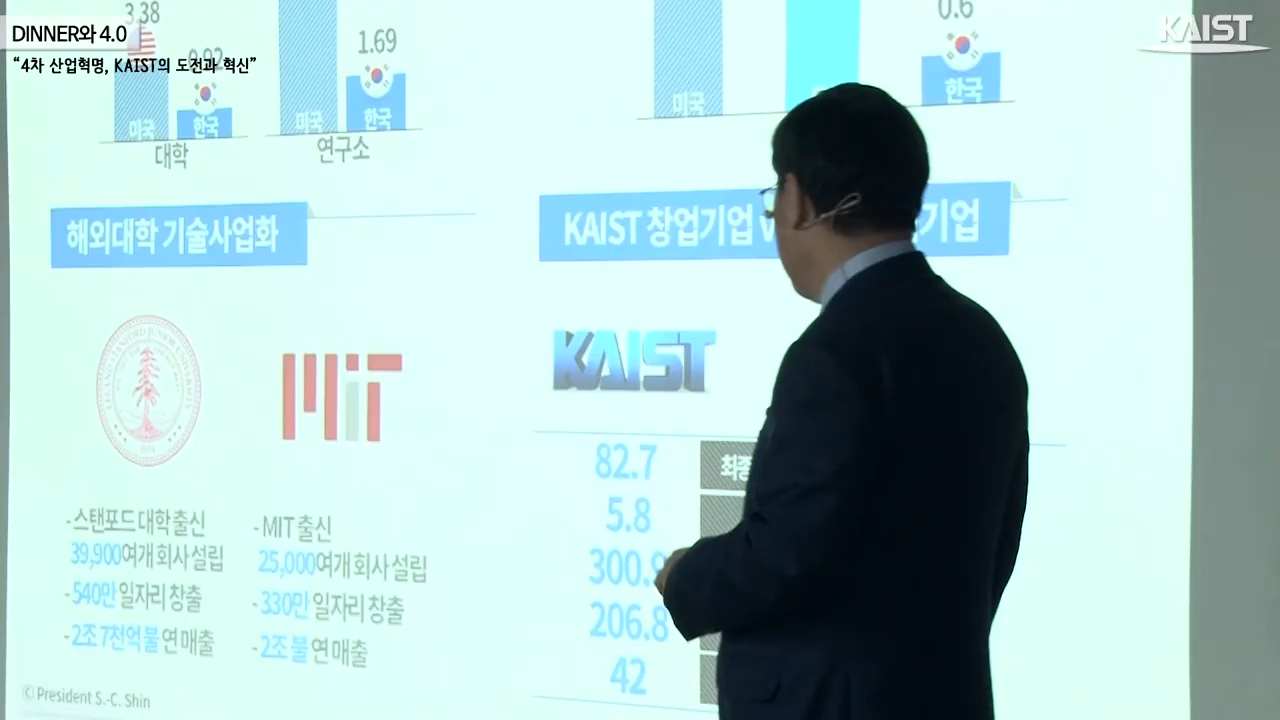 DINNER와 4.0
“4차 산업혁명, KAIST의 도전과 혁신”
KAIST
3.38
0.92
1.69
0.6
미국
한국
미국
한국
미국
한국
대학
연구소
해외대학 기술사업화
KAIST 창업기업
기업
MIT
KAIST
-스탠포드 대학 출신
39,900여개 회사 설립
-540만 일자리 창출
-2조 7천억 불 연 매출
-MIT 출신
25,000여개 회사 설립
-330만 일자리 창출
-2조 불 연 매출
82.7
5.8
300.9
206.8
42
©President S.-C. Shin